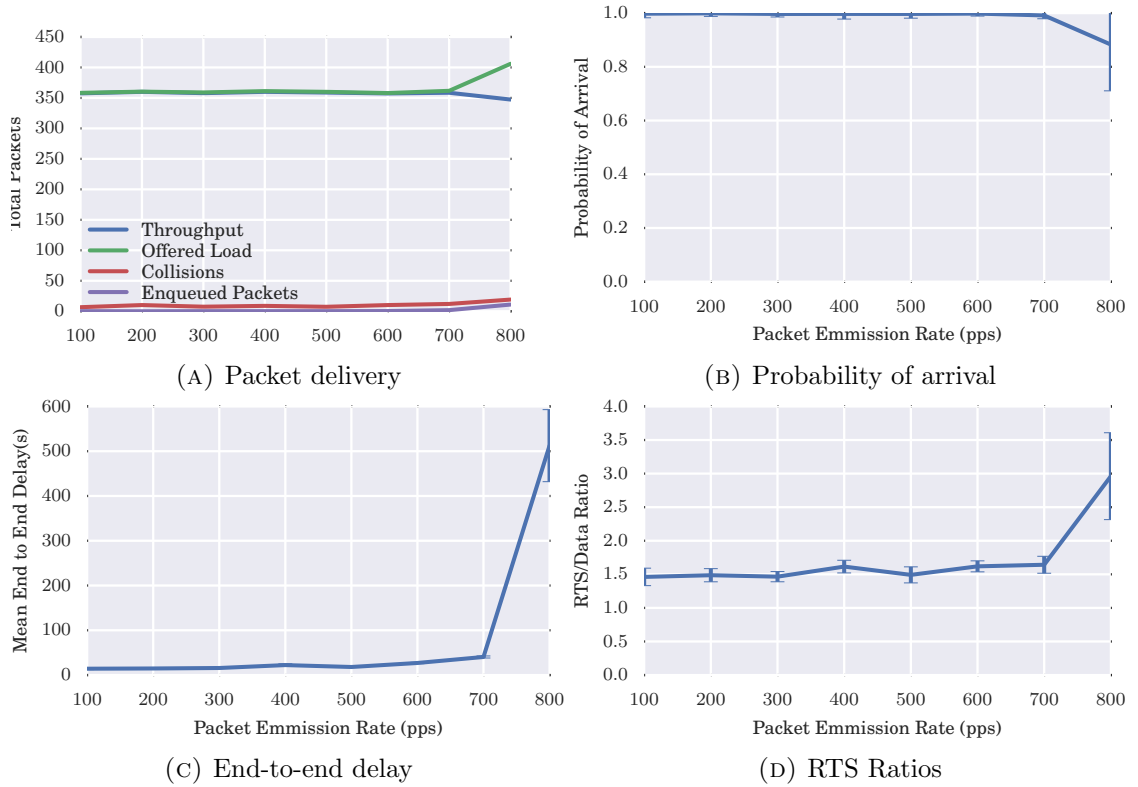 450
400
350
300
250
200
150
100
50
0
Total Packets
Throughput
Offered Load
Collisions
Enqueued Packets
100 200 300 400 500 600 700 800
(A) Packet delivery
1.0
0.8
0.6
0.4
0.2
0.0
Probability of Arrival
100 200 300 400 500 600 700 800
Packet Emmission Rate (pps)
(B) Probability of arrival
600
500
400
300
200
100
0
Mean End to End Delay(s)
100 200 300 400 500 600 700 800
Packet Emmission Rate (pps)
(C) End-to-end delay
4.0
3.5
3.0
2.5
2.0
1.5
1.0
0.5
0.0
RTS/Data Ratio
100 200 300 400 500 600 700 800
Packet Emmission Rate (pps)
(D) RTS Ratios